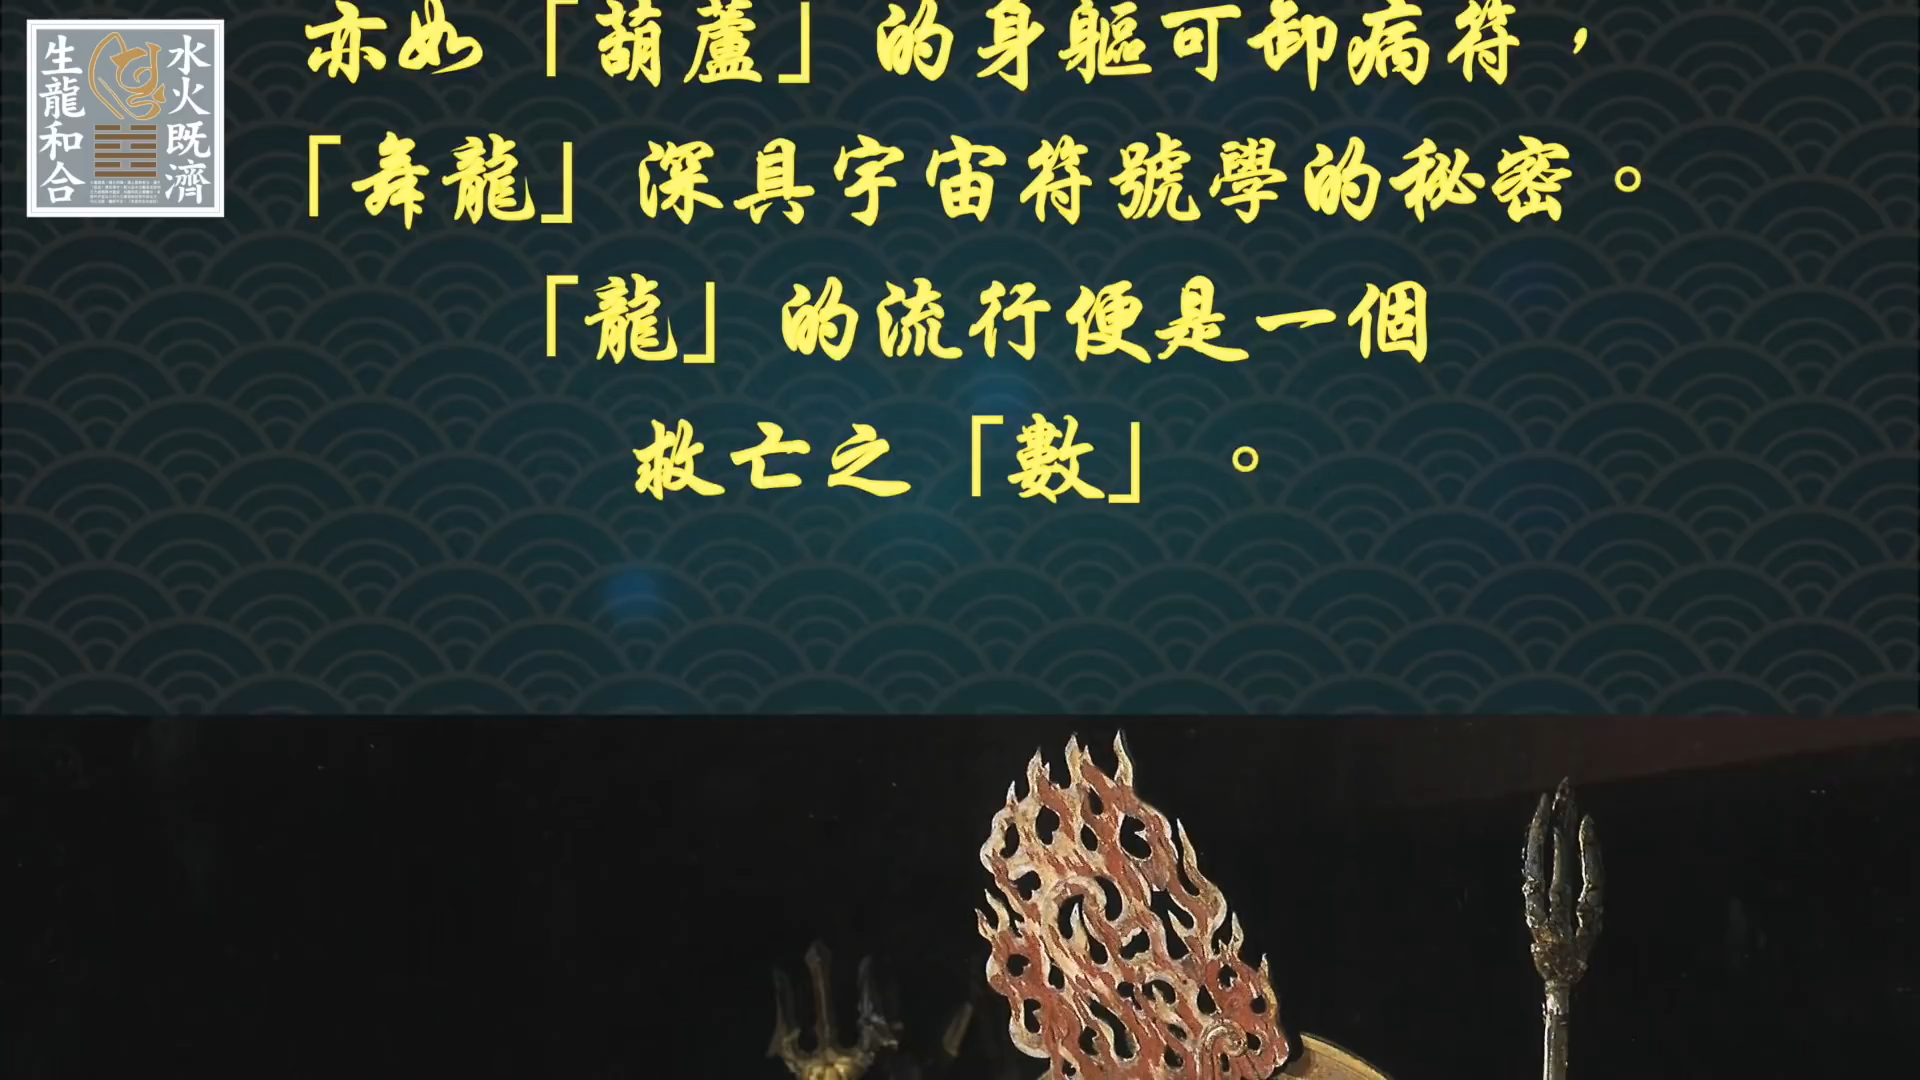 水火既濟
生龍和合
亦如「葫蘆」的身軀可卸病符，
「舞龍」深具宇宙符號學的秘密。
「龍」的流行便是一個
救亡之「數」。